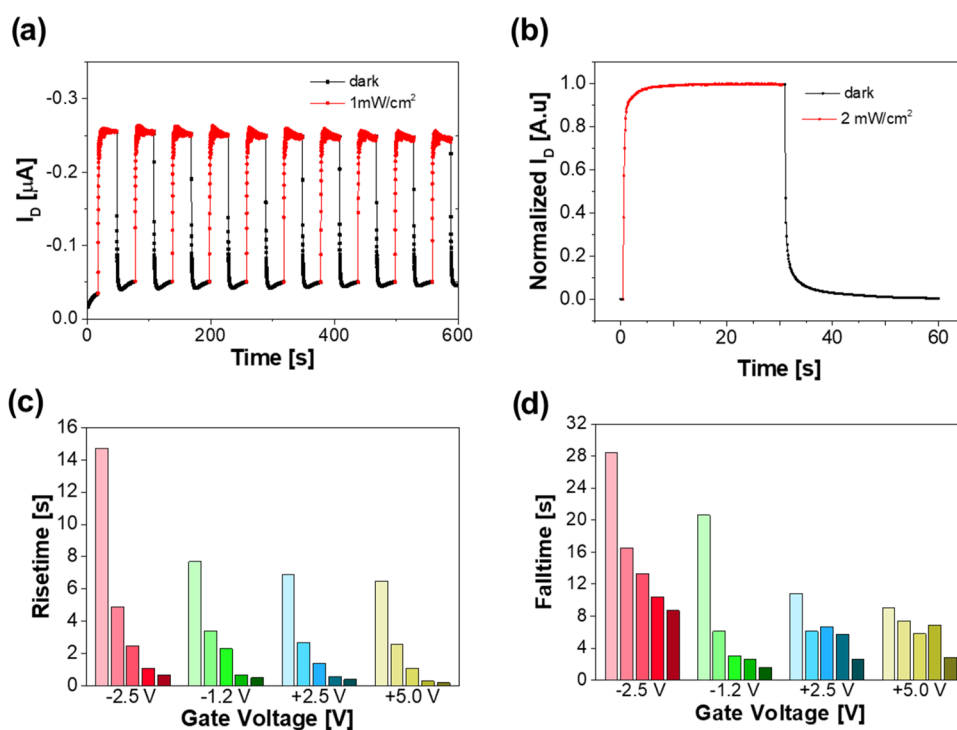 (a)
dark
1mW/cm²
-0.3
-0.2
-0.1
0.0
I_D [µA]
0 200 400 600
Time [s]
(b)
dark
2 mW/cm²
1.0
0.8
0.6
0.4
0.2
0.0
Normalized I_D [A.u]
0 20 40 60
Time [s]
(c)
16
14
12
10
8
6
4
2
0
Risetime [s]
-2.5 V -1.2 V +2.5 V +5.0 V
Gate Voltage [V]
(d)
32
28
24
20
16
12
8
4
0
Falltime [s]
-2.5 V -1.2 V +2.5 V +5.0 V
Gate Voltage [V]